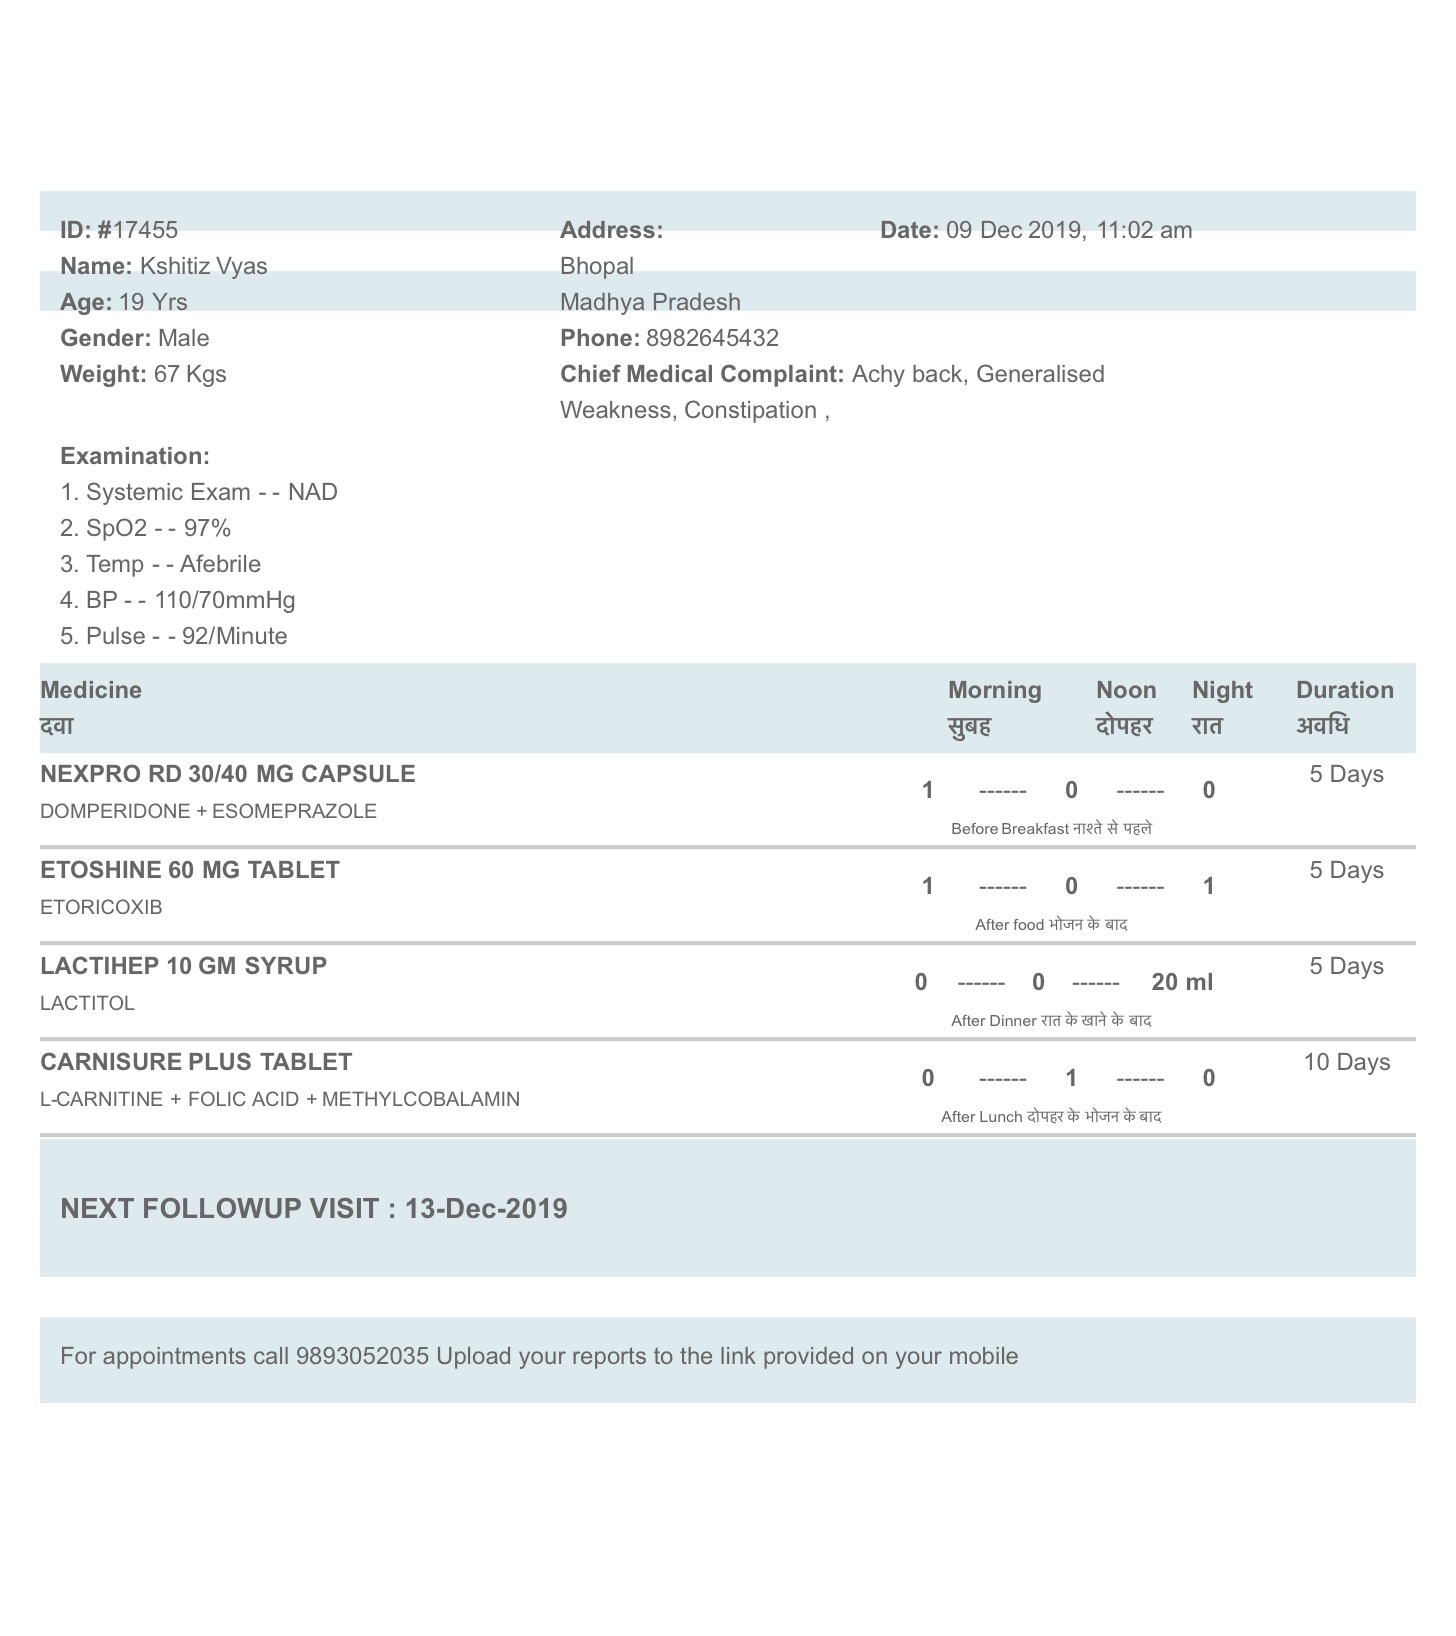 ID: #17455
Name: Kshitiz Vyas
Age: 19 Yrs
Gender: Male
Weight: 67 Kgs
Address:
Bhopal
Madhya Pradesh
Phone: 8982645432
Chief Medical Complaint: Achy back, Generalised
Weakness, Constipation ,
Date: 09 Dec 2019, 11:02 am
Examination:
1. Systemic Exam - - NAD
2. SpO2 - - 97%
3. Temp - - Afebrile
4. BP - - 110/70mmHg
5. Pulse - - 92/Minute
Medicine Morning Noon Night Duration
दवा सुबह दोपहर रात अवधि
NEXPRO RD 30/40 MG CAPSULE 5 Days
1 ------ 0 ------ 0
DOMPERIDONE + ESOMEPRAZOLE
Before Breakfast नाश्ते से पहले
ETOSHINE 60 MG TABLET 5 Days
1 ------ 0 ------ 1
ETORICOXIB
After food भोजन के बाद
LACTIHEP 10 GM SYRUP 5 Days
0 ------ 0 ------ 20 ml
LACTITOL
After Dinner रात के खाने के बाद
CARNISURE PLUS TABLET 10 Days
0 ------ 1 ------ 0
L-CARNITINE + FOLIC ACID + METHYLCOBALAMIN
After Lunch दोपहर के भोजन के बाद
NEXT FOLLOWUP VISIT : 13-Dec-2019
For appointments call 9893052035 Upload your reports to the link provided on your mobile